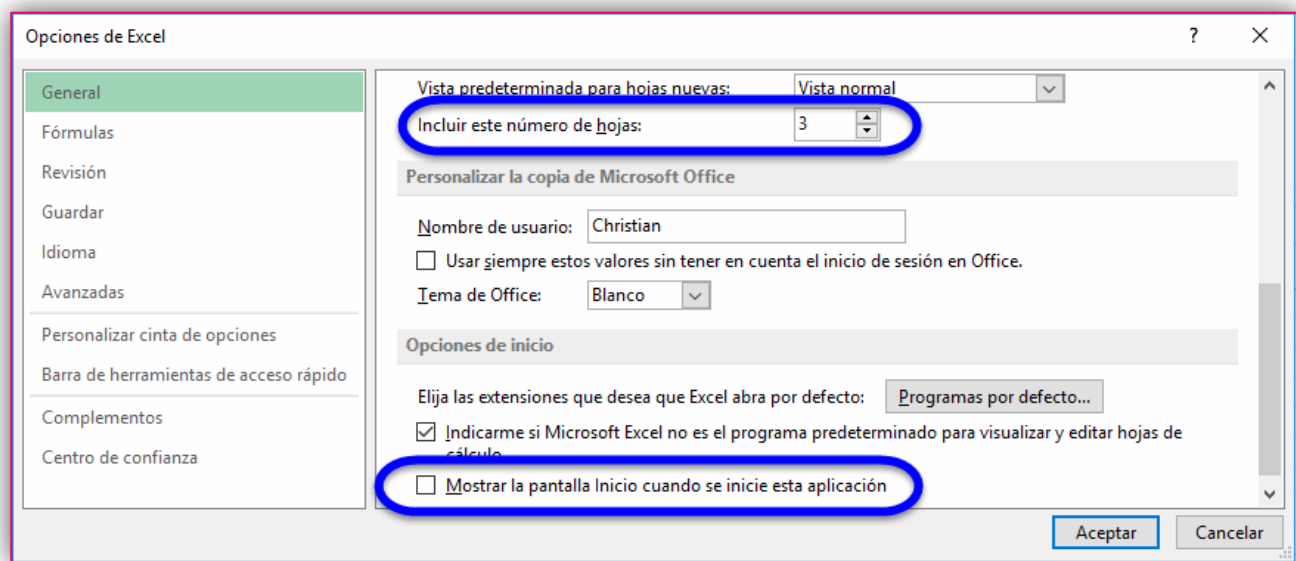 Opciones de Excel
?
General
Fórmulas
Revisión
Guardar
Idioma
Avanzadas
Personalizar cinta de opciones
Barra de herramientas de acceso rápido
Complementos
Centro de confianza
Vista predeterminada para hojas nuevas: Vista normal
Incluir este número de hojas: 3
Personalizar la copia de Microsoft Office
Nombre de usuario: Christian
Usar siempre estos valores sin tener en cuenta el inicio de sesión en Office.
Tema de Office: Blanco
Opciones de inicio
Elija las extensiones que desea que Excel abra por defecto: Programas por defecto...
Indicarme si Microsoft Excel no es el programa predeterminado para visualizar y editar hojas de
cálculo
Mostrar la pantalla Inicio cuando se inicie esta aplicación
Aceptar Cancelar